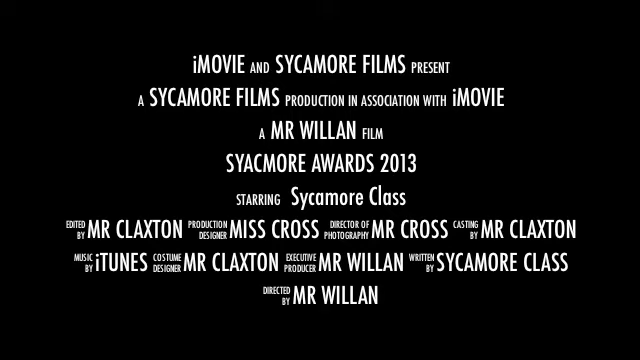 iMOVIE AND SYCAMORE FILMS PRESENT
A SYCAMORE FILMS PRODUCTION IN ASSOCIATION WITH iMOVIE
A MR WILLAN FILM
SYACMORE AWARDS 2013
STARRING Sycamore Class
EDITED BY MR CLAXTON PRODUCTION DESIGNER MISS CROSS DIRECTOR OF PHOTOGRAPHY MR CROSS CASTING BY MR CLAXTON
MUSIC BY iTUNES COSTUME DESIGNER MR CLAXTON EXECUTIVE PRODUCER MR WILLAN WRITTEN BY SYCAMORE CLASS
DIRECTED BY MR WILLAN